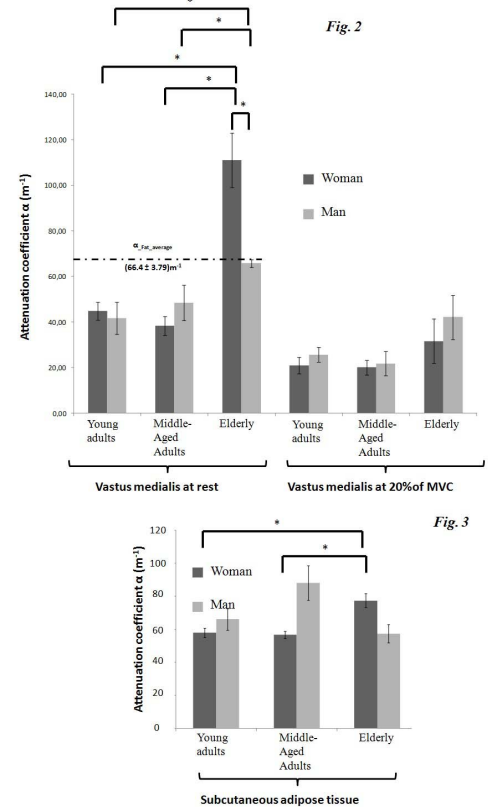 Fig. 2
*
*
*
*
140,00
120,00
100,00
80,00
60,00
40,00
20,00
0,00
Attenuation coefficient α (m-1)
Woman
Man
α_Fat_average
(66.4 ± 3.79)m-1
Young adults
Middle-Aged Adults
Elderly
Young adults
Middle-Aged Adults
Elderly
Vastus medialis at rest
Vastus medialis at 20%of MVC
Fig. 3
*
*
120
100
80
60
40
20
0
Attenuation coefficient α (m-1)
Woman
Man
Young adults
Middle-Aged Adults
Elderly
Subcutaneous adipose tissue